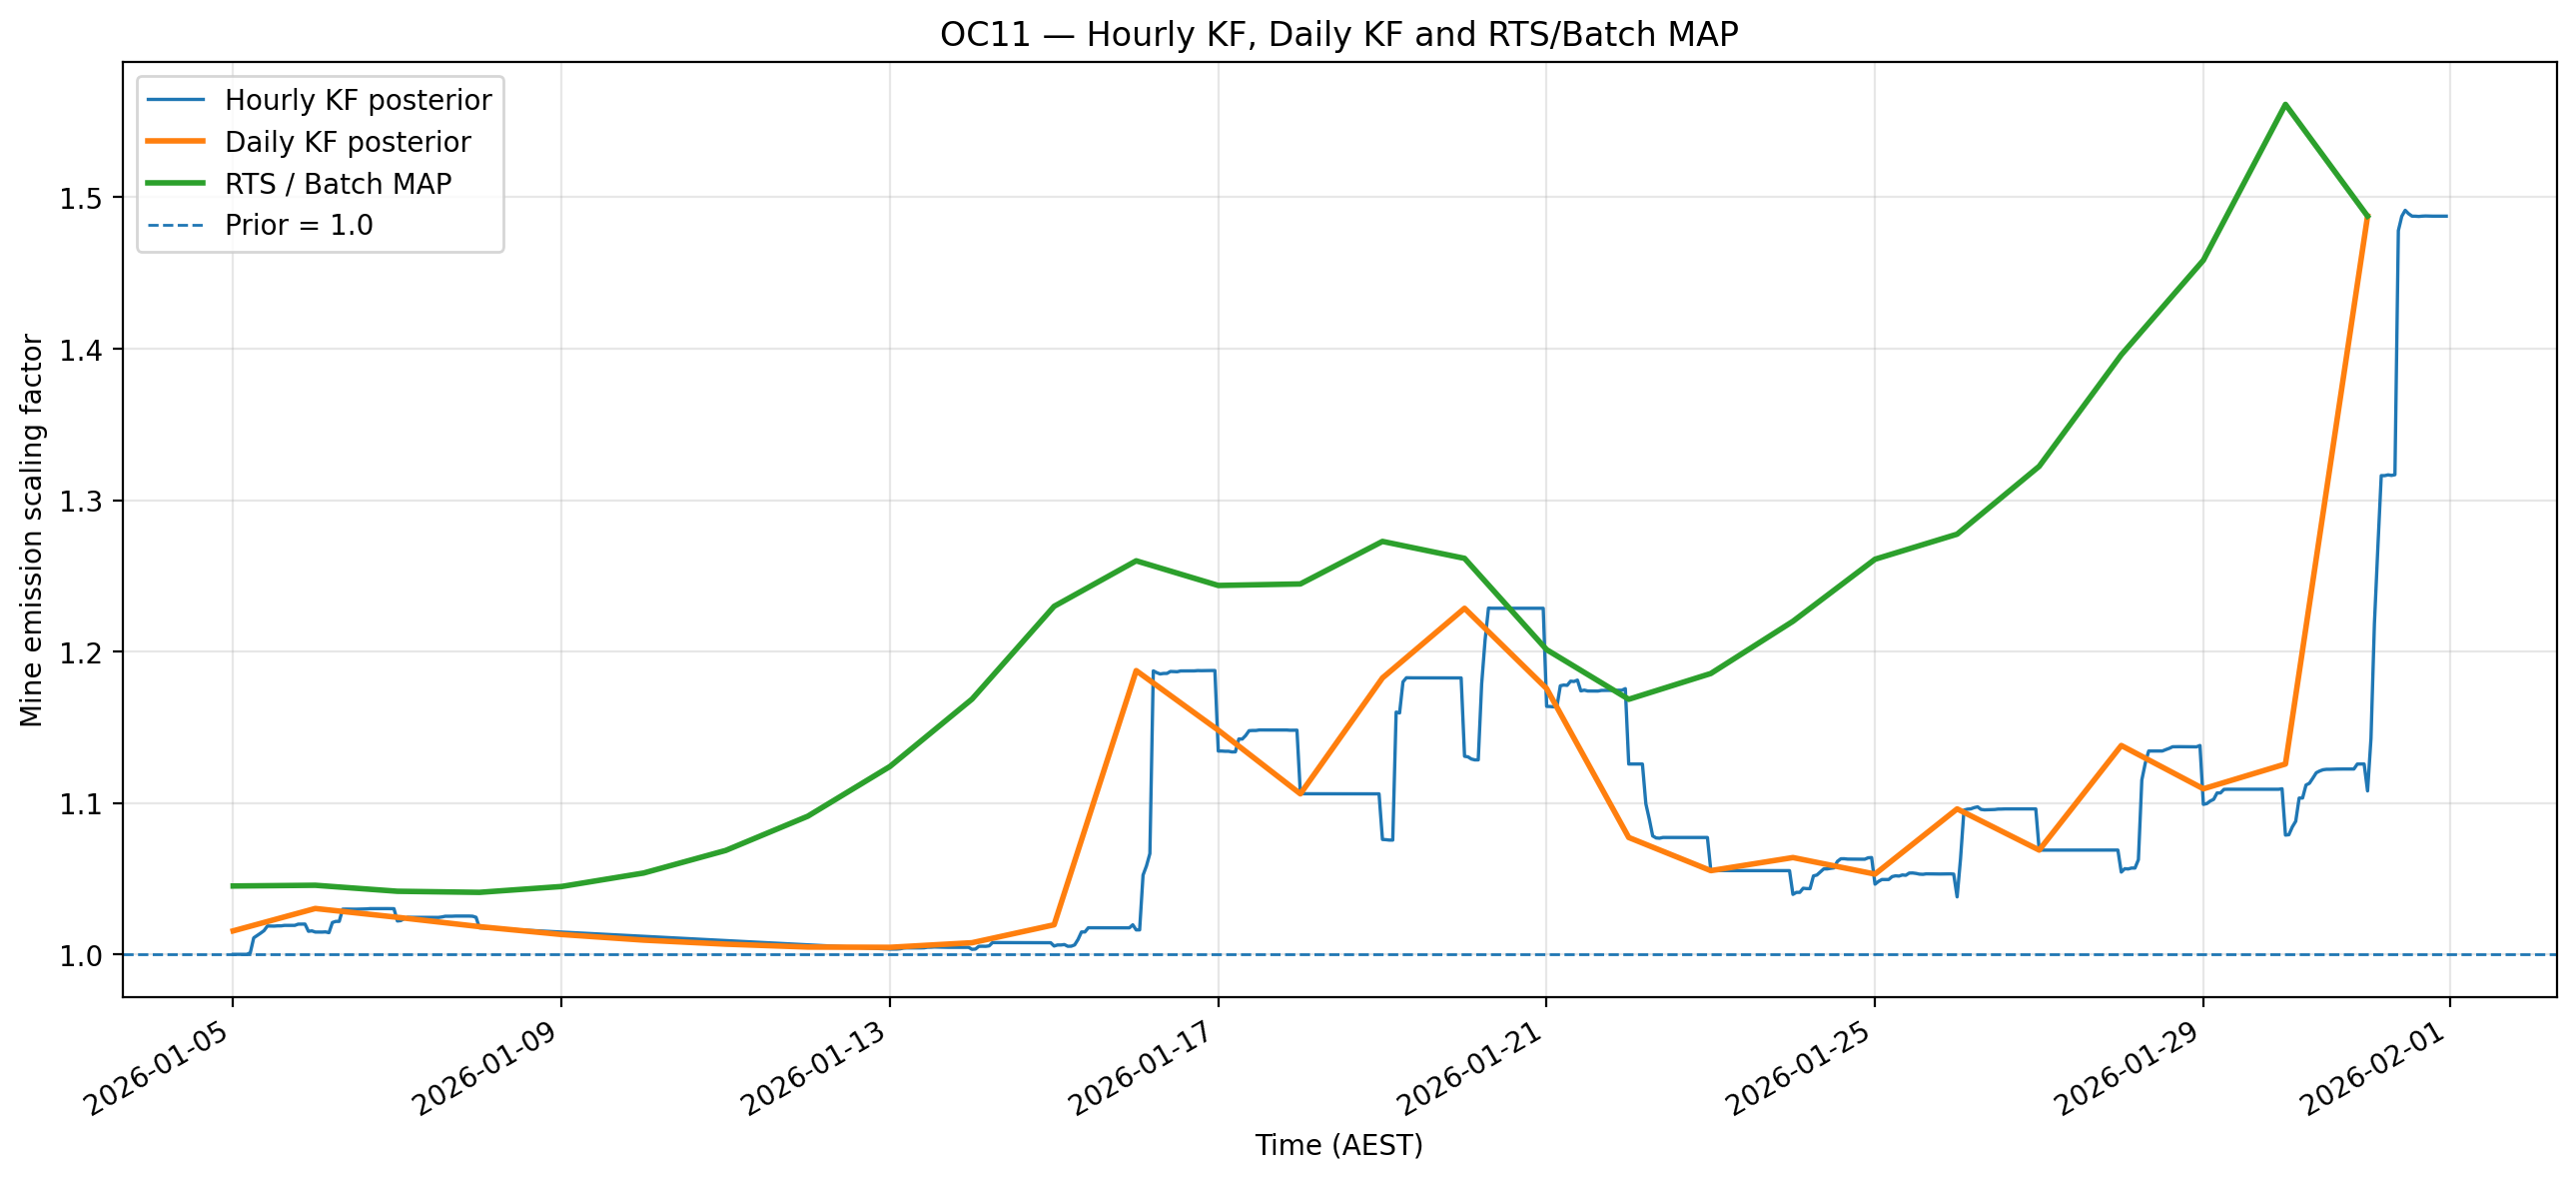 OC11 — Hourly KF, Daily KF and RTS/Batch MAP
Hourly KF posterior
Daily KF posterior
RTS / Batch MAP
Prior = 1.0
Mine emission scaling factor
1.5
1.4
1.3
1.2
1.1
1.0
2026-01-05
2026-01-09
2026-01-13
2026-01-17
2026-01-21
2026-01-25
2026-01-29
2026-02-01
Time (AEST)